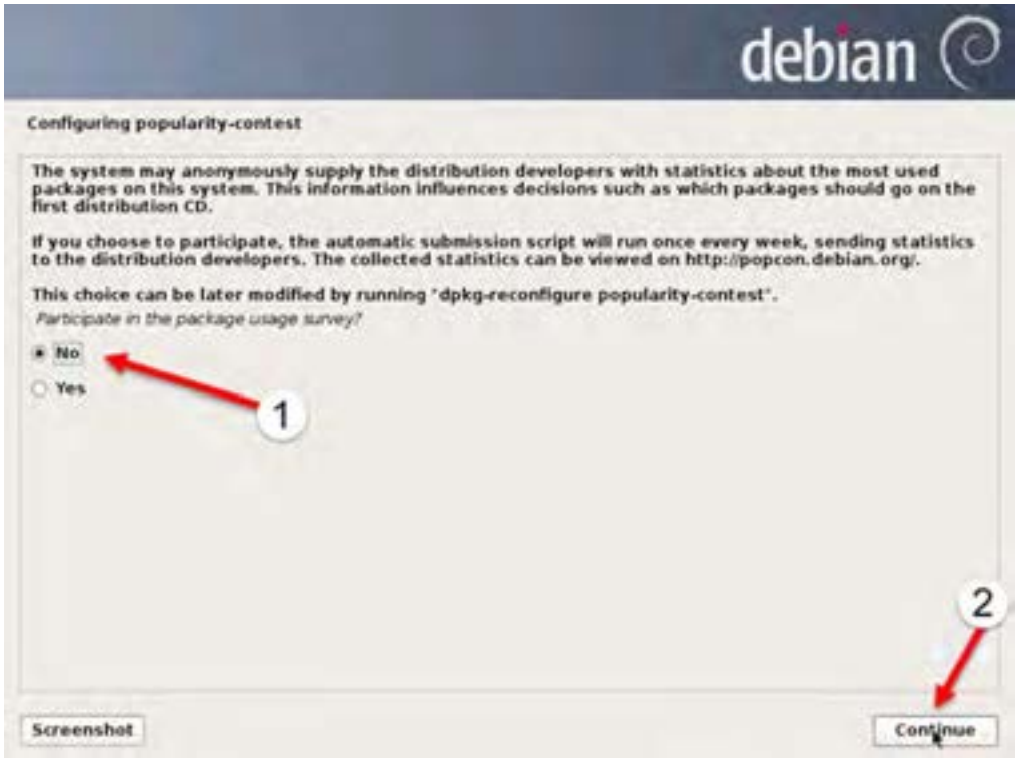 debian
Configuring popularity-contest
The system may anonymously supply the distribution developers with statistics about the most used
packages on this system. This information influences decisions such as which packages should go on the
first distribution CD.
If you choose to participate, the automatic submission script will run once every week, sending statistics
to the distribution developers. The collected statistics can be viewed on http://popcon.debian.org/.
This choice can be later modified by running "dpkg-reconfigure popularity-contest".
Participate in the package usage survey?
No
Yes
1
2
Screenshot
Continue